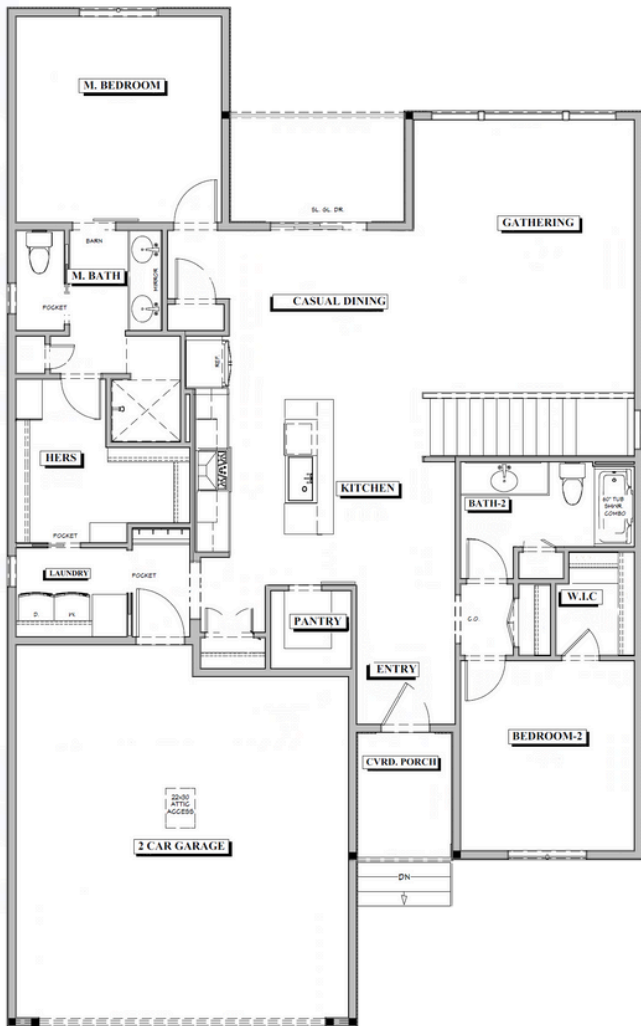 M. BEDROOM
SL. GL. DR.
GATHERING
BARN
M. BATH
MIRROR
POCKET
CASUAL DINING
REF.
HERS
KITCHEN
BATH-2
60" TUB
SHWR
COMBO
POCKET
LAUNDRY
POCKET
W.I.C
D.
W.
PANTRY
C.O.
ENTRY
BEDROOM-2
CVRD. PORCH
22x30
ATTIC
ACCESS
2 CAR GARAGE
DN